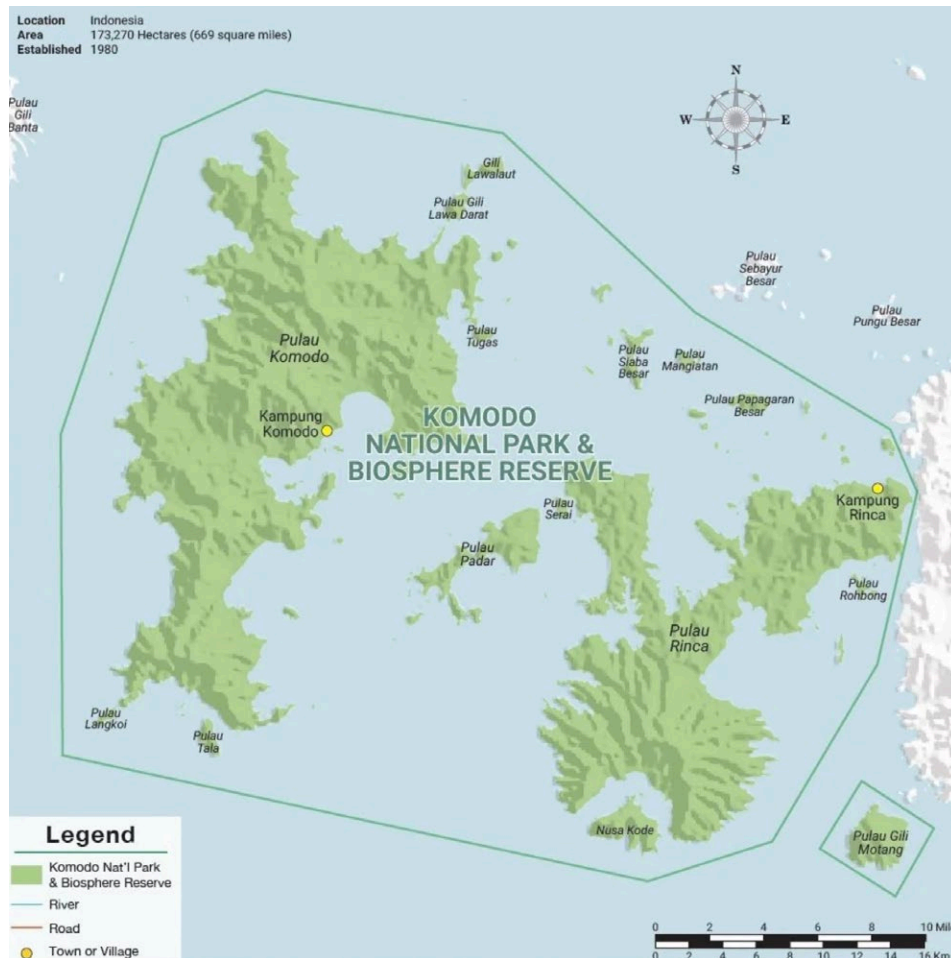 Location Indonesia
Area 173,270 Hectares (669 square miles)
Established 1980
Pulau
Gili
Banta
N
W E
S
Gili
Lawalaut
Pulau Gili
Lawa Darat
Pulau
Sebayur
Besar
Pulau
Pungu Besar
Pulau
Tugas
Pulau
Komodo
Pulau
Siaba
Besar
Pulau
Mangiatan
Pulau Papagaran
Besar
Kampung
Komodo
KOMODO
NATIONAL PARK &
BIOSPHERE RESERVE
Pulau
Serai
Kampung
Rinca
Pulau
Padar
Pulau
Rohbong
Pulau
Rinca
Pulau
Langkoi
Pulau
Tala
Nusa Kode
Pulau Gili
Motang
Legend
Komodo Nat'l Park
& Biosphere Reserve
River
Road
Town or Village
0 2 4 6 8 10 Mil
0 2 4 6 8 10 12 14 16 Km